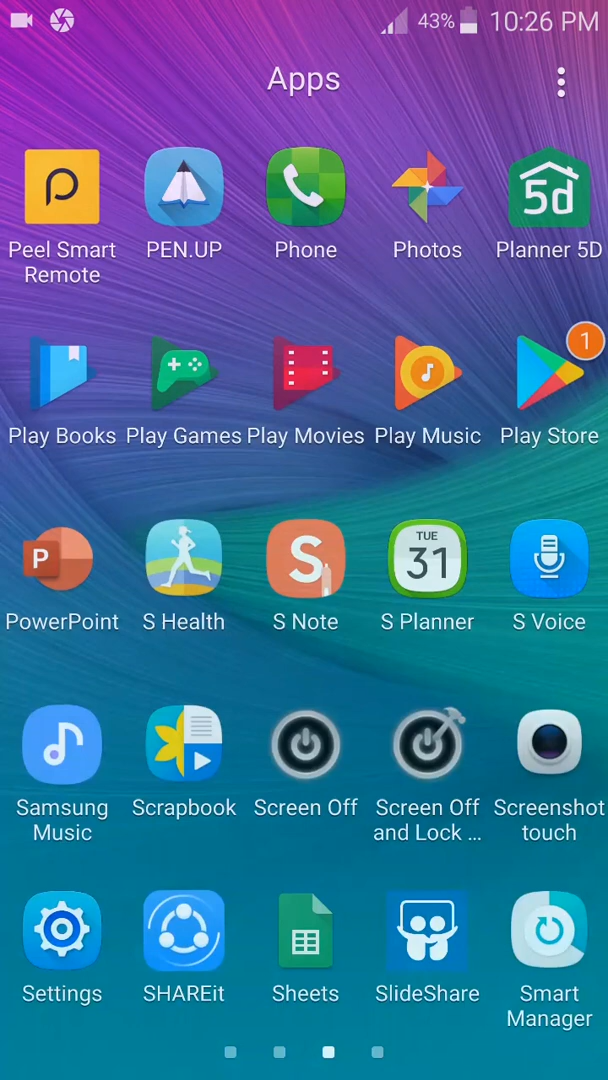 43% 10:26 PM
Apps
Peel Smart Remote
PEN.UP
Phone
Photos
5d
Planner 5D
1
Play Books
Play Games
Play Movies
Play Music
Play Store
P
PowerPoint
S Health
S
S Note
TUE
31
S Planner
S Voice
Samsung Music
Scrapbook
Screen Off
Screen Off and Lock ...
Screenshot touch
Settings
SHAREit
Sheets
SlideShare
Smart Manager